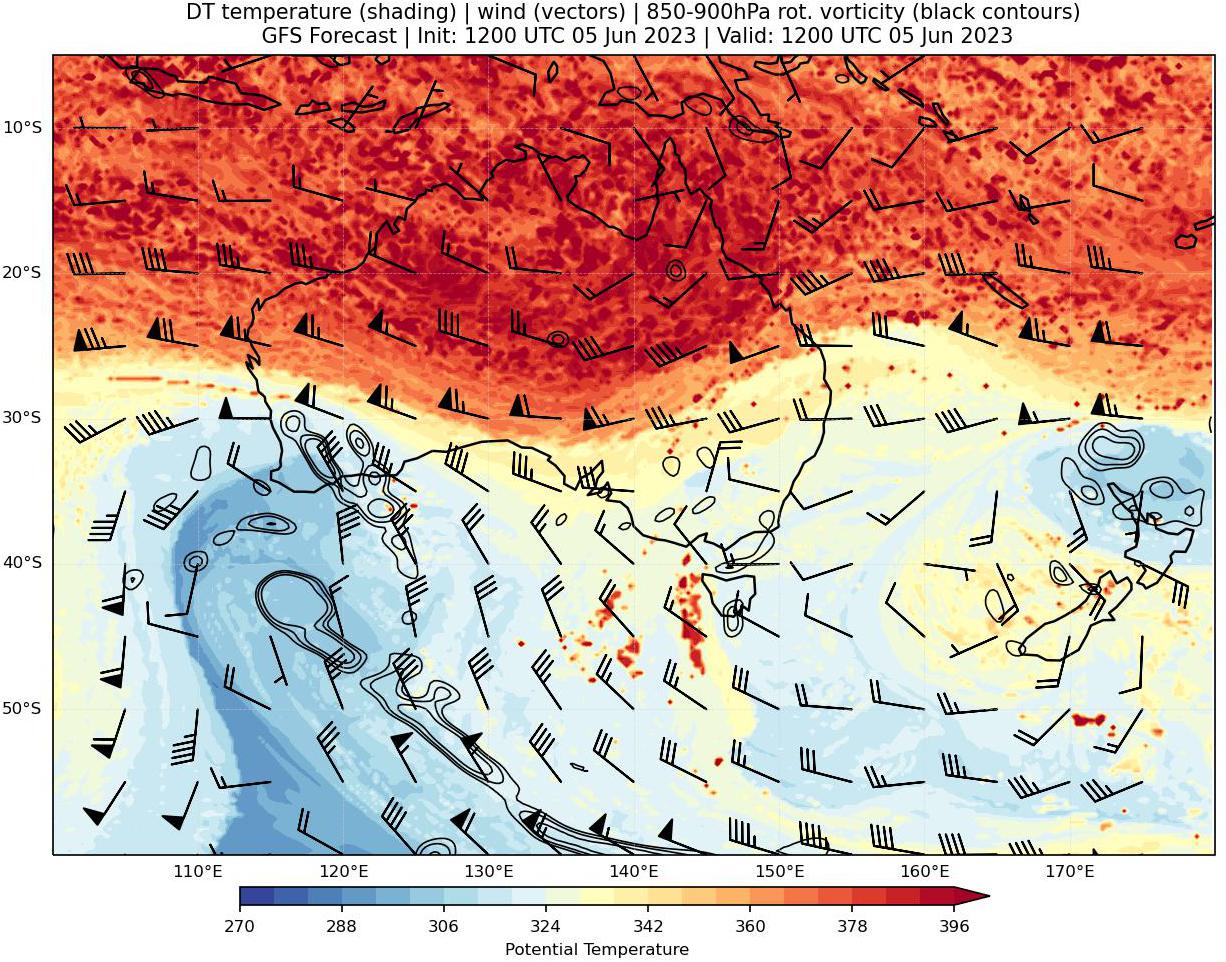 DT temperature (shading) | wind (vectors) | 850-900hPa rot. vorticity (black contours)
GFS Forecast | Init: 1200 UTC 05 Jun 2023 | Valid: 1200 UTC 05 Jun 2023
10°S
20°S
30°S
40°S
50°S
110°E 120°E 130°E 140°E 150°E 160°E 170°E
270 288 306 324 342 360 378 396
Potential Temperature